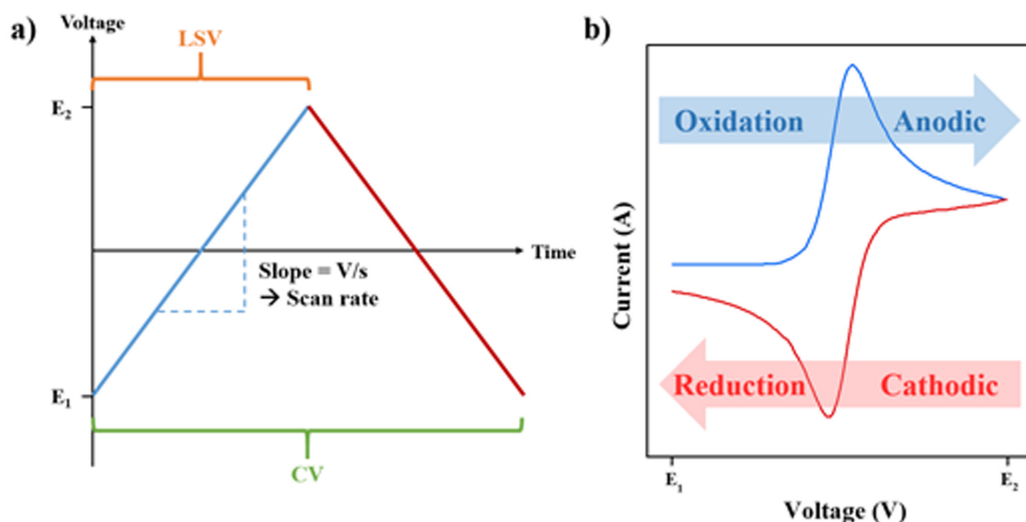 a)
Voltage
LSV
E2
Time
Slope = V/s
→ Scan rate
E1
CV
b)
Oxidation Anodic
Current (A)
Reduction Cathodic
E1 E2
Voltage (V)